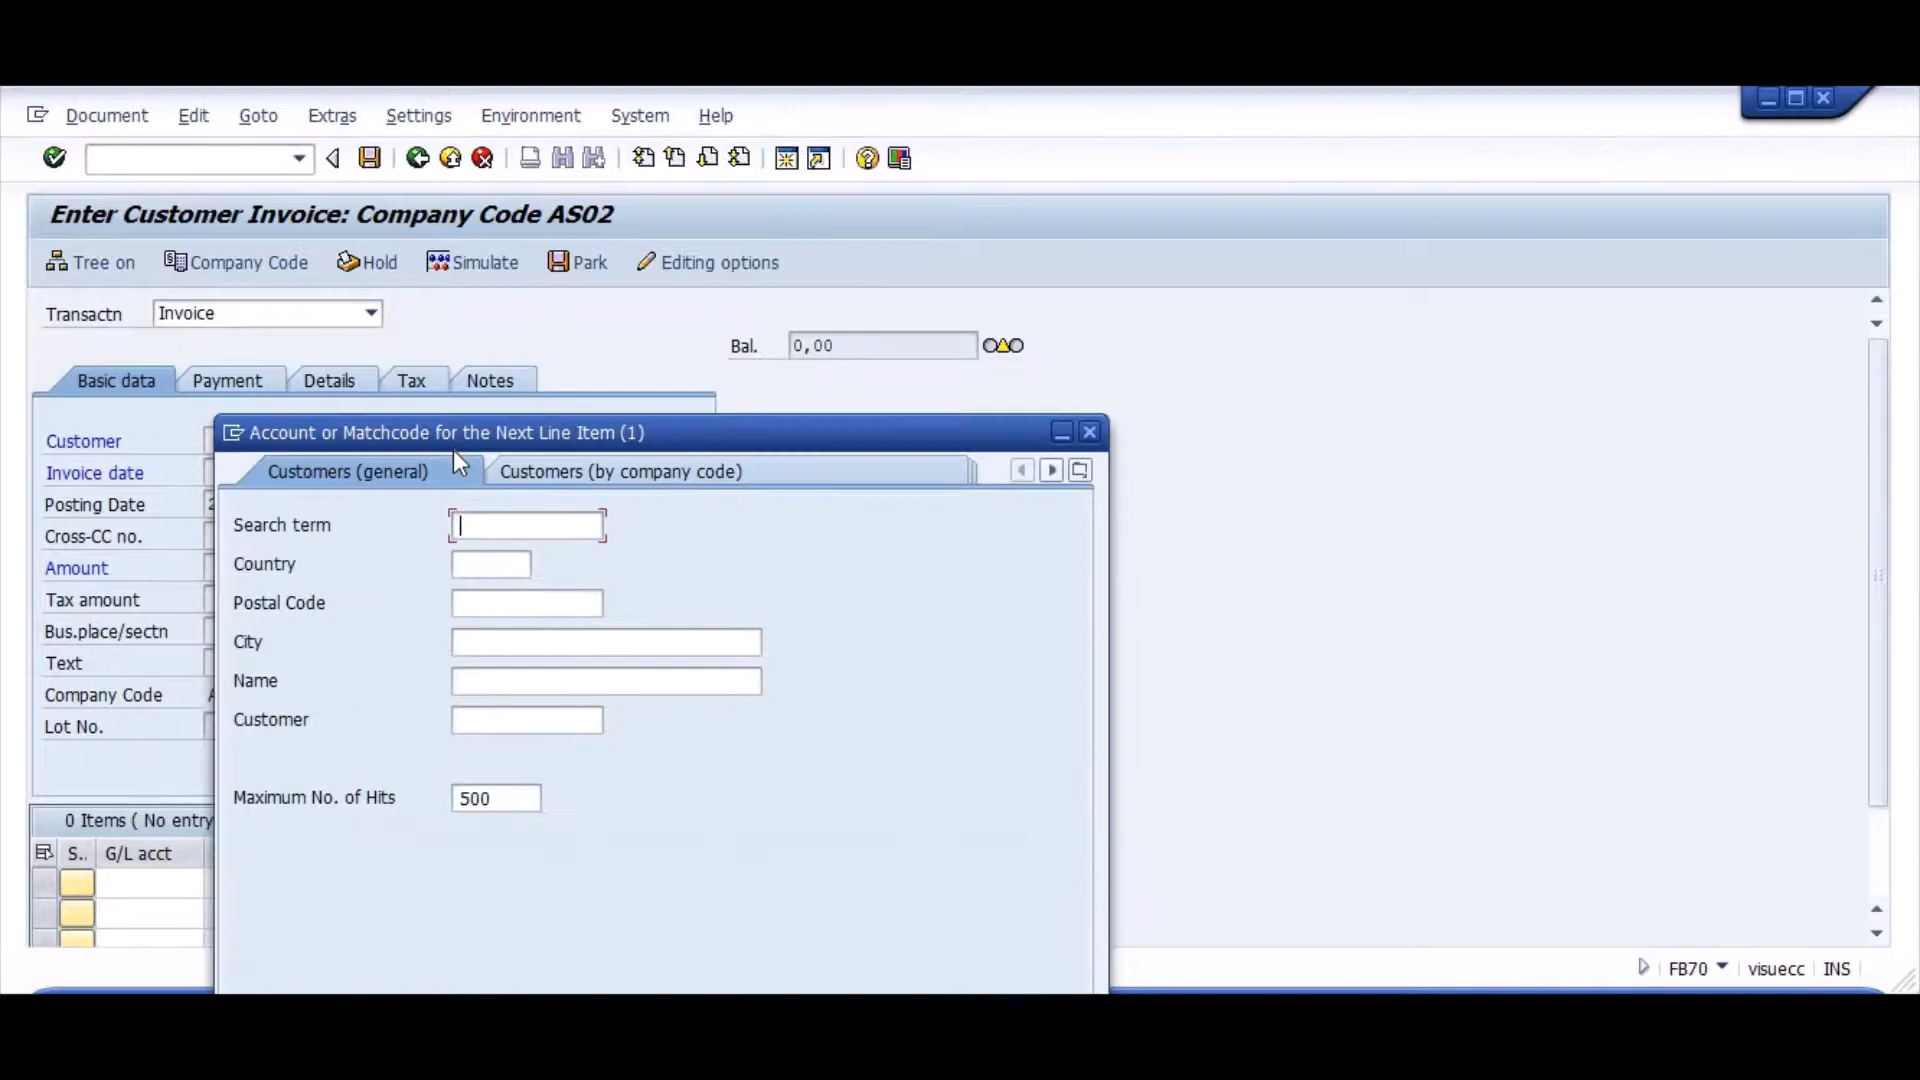 Document Edit Goto Extras Settings Environment System Help
Enter Customer Invoice: Company Code AS02
Tree on Company Code Hold Simulate Park Editing options
Transactn Invoice
Bal. 0,00
Basic data Payment Details Tax Notes
Account or Matchcode for the Next Line Item (1)
Customers (general) Customers (by company code)
Customer
Invoice date
Posting Date 2
Cross-CC no.
Amount
Tax amount
Bus.place/sectn
Text
Company Code
Lot No.
Search term
Country
Postal Code
City
Name
Customer
Maximum No. of Hits 500
0 Items ( No entry
S.. G/L acct
FB70 visuecc INS